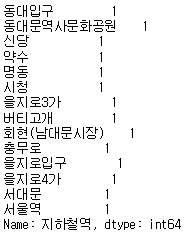 동대입구 1
동대문역사문화공원 1
신당 1
약수 1
명동 1
시청 1
을지로3가 1
버티고개 1
회현(남대문시장) 1
충무로 1
을지로입구 1
을지로4가 1
서대문 1
서울역 1
Name: 지하철역, dtype: int64